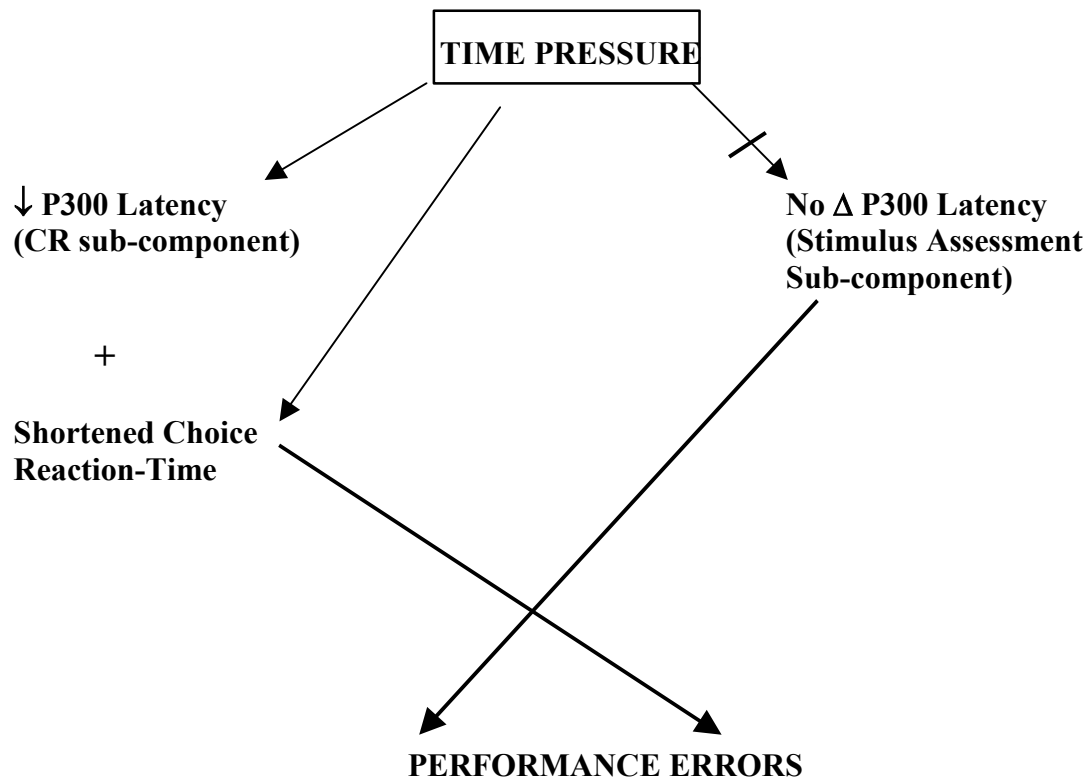 TIME PRESSURE
↓ P300 Latency
(CR sub-component)
No Δ P300 Latency
(Stimulus Assessment
Sub-component)
+
Shortened Choice
Reaction-Time
PERFORMANCE ERRORS